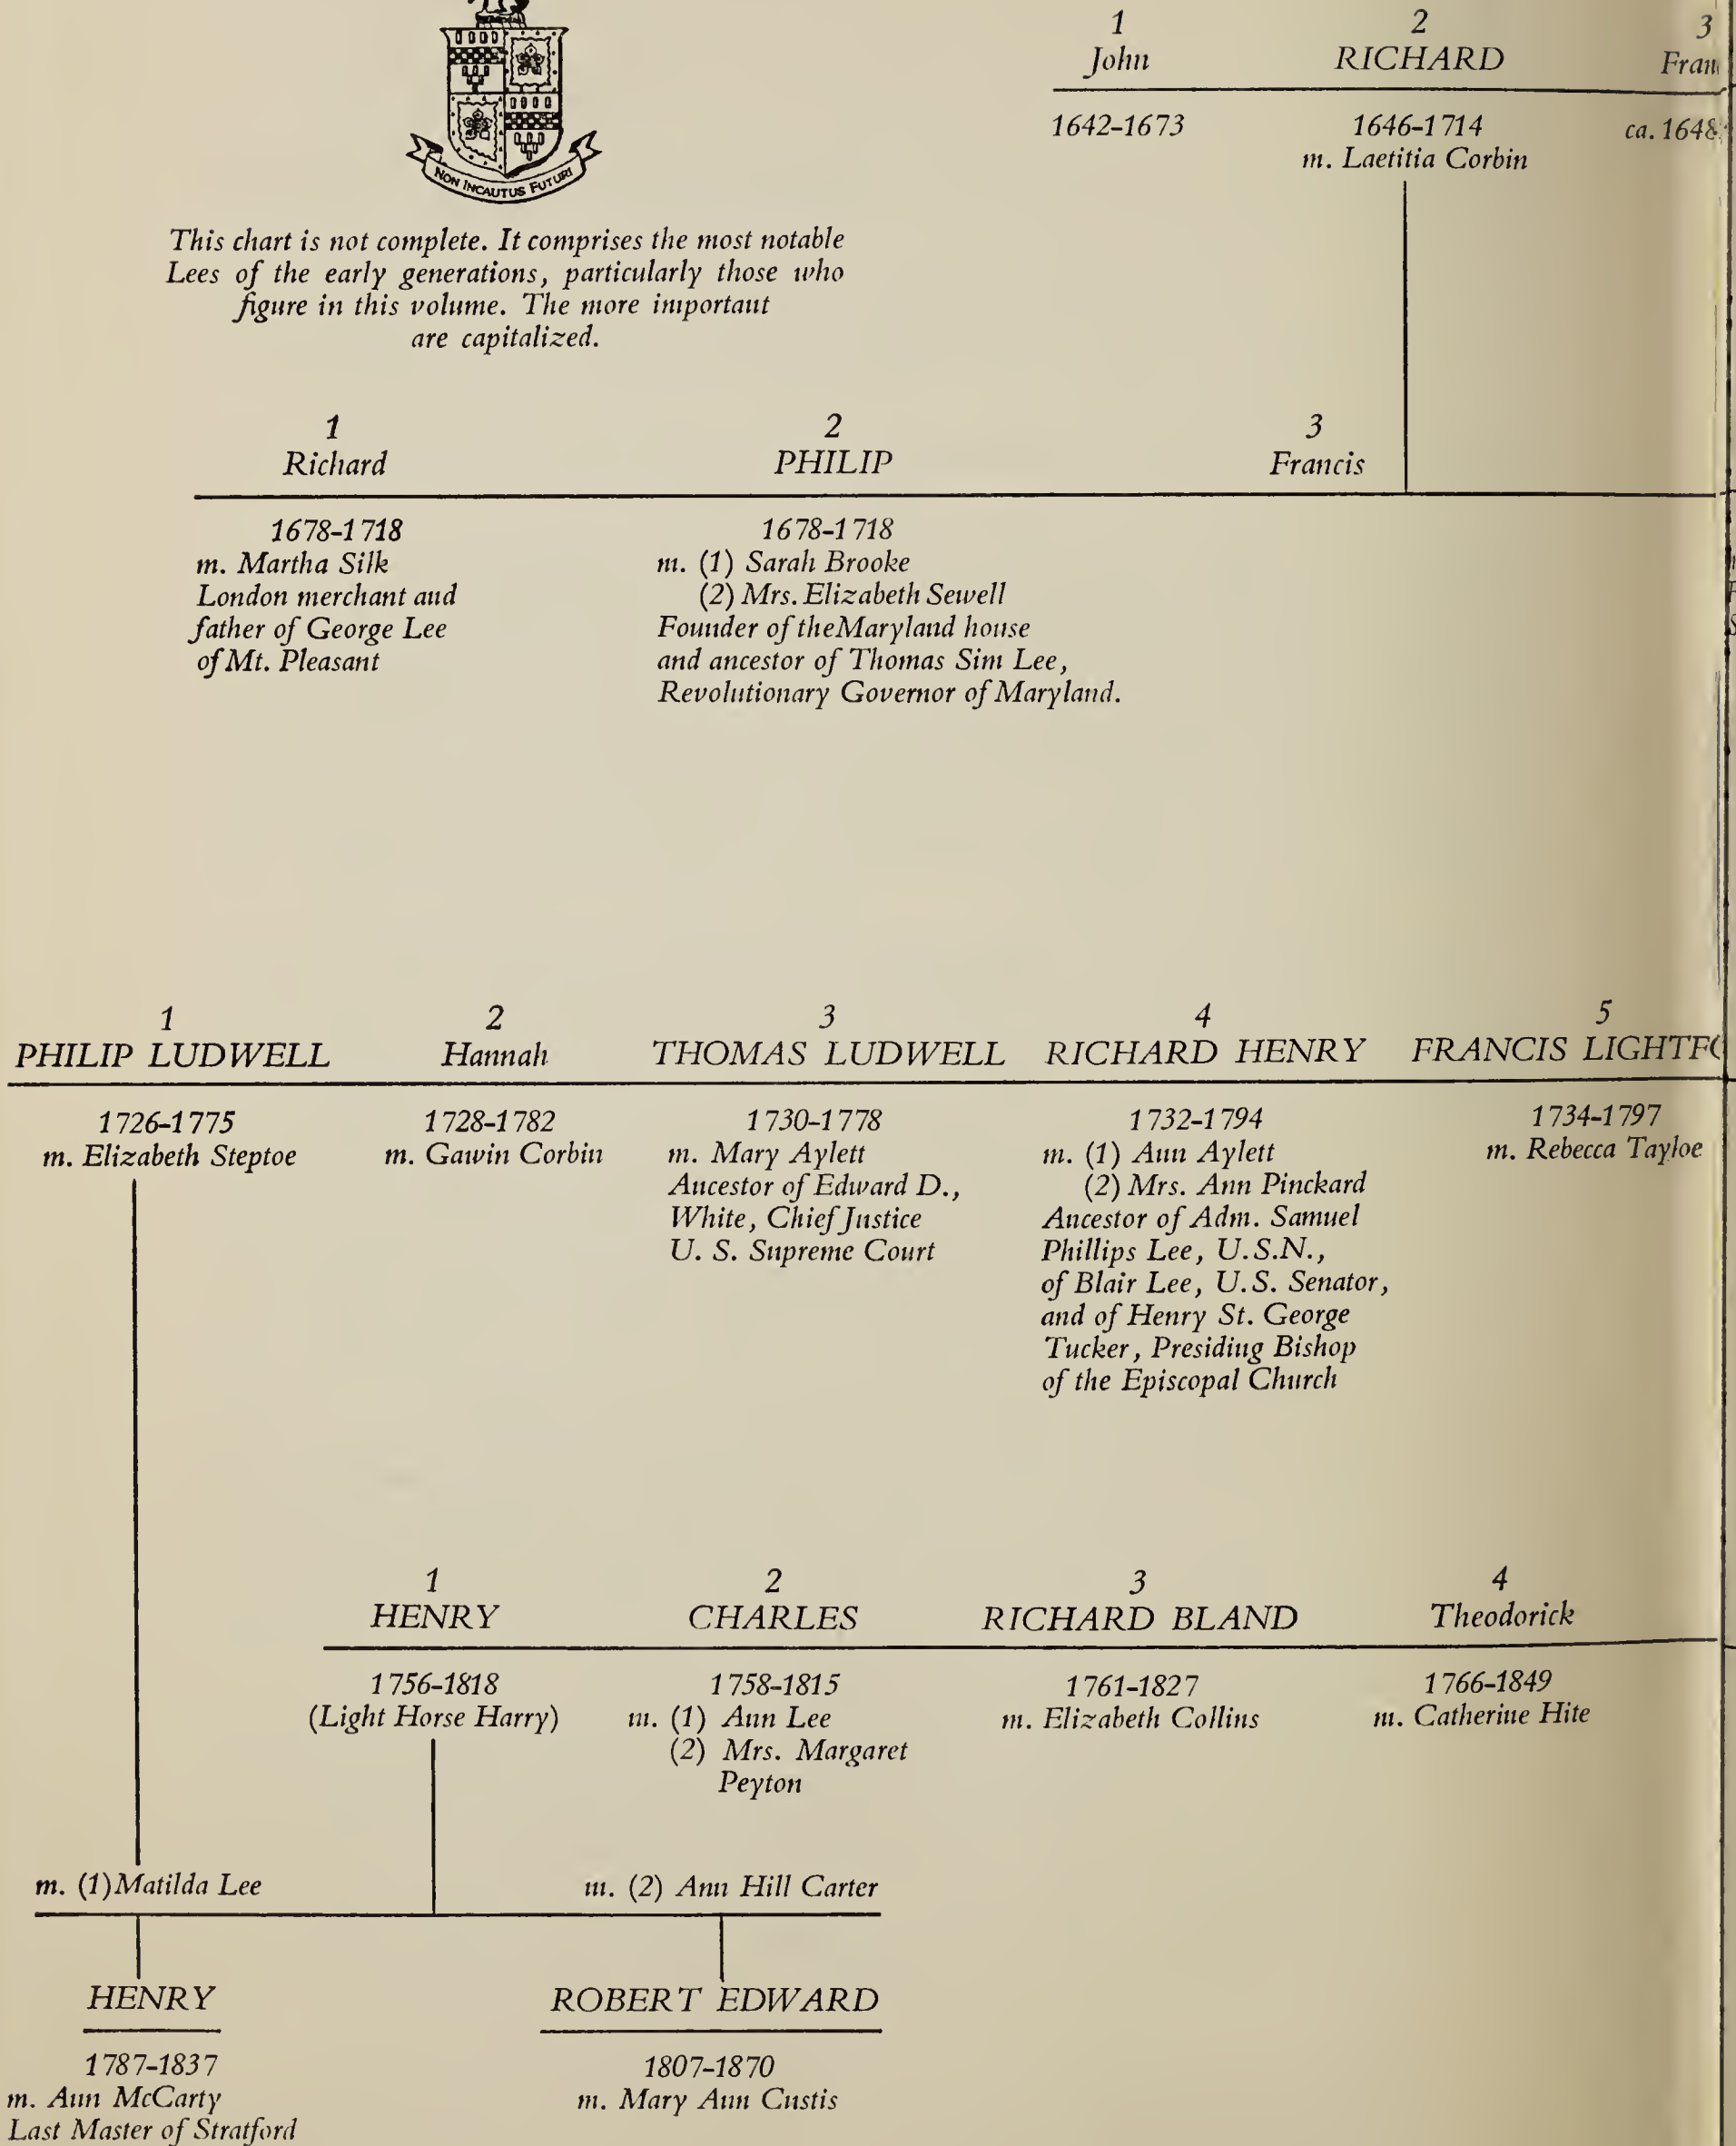 NON INCAUTUS FUTURI
1 2 3
John RICHARD Fran
1642-1673 1646-1714 ca. 1648
m. Laetitia Corbin
This chart is not complete. It comprises the most notable
Lees of the early generations, particularly those who
figure in this volume. The more important
are capitalized.
1 2 3
Richard PHILIP Francis
1678-1718
m. Martha Silk
London merchant and
father of George Lee
of Mt. Pleasant
1678-1718
m. (1) Sarah Brooke
(2) Mrs. Elizabeth Sewell
Founder of the Maryland house
and ancestor of Thomas Sim Lee,
Revolutionary Governor of Maryland.
1 2 3 4 5
PHILIP LUDWELL Hannah THOMAS LUDWELL RICHARD HENRY FRANCIS LIGHTFO
1726-1775
m. Elizabeth Steptoe
1728-1782
m. Gawin Corbin
1730-1778
m. Mary Aylett
Ancestor of Edward D.,
White, Chief Justice
U. S. Supreme Court
1732-1794
m. (1) Ann Aylett
(2) Mrs. Ann Pinckard
Ancestor of Adm. Samuel
Phillips Lee, U.S.N.,
of Blair Lee, U.S. Senator,
and of Henry St. George
Tucker, Presiding Bishop
of the Episcopal Church
1734-1797
m. Rebecca Tayloe
1 2 3 4
HENRY CHARLES RICHARD BLAND Theodorick
1756-1818
(Light Horse Harry)
1758-1815
m. (1) Ann Lee
(2) Mrs. Margaret
Peyton
1761-1827
m. Elizabeth Collins
1766-1849
m. Catherine Hite
m. (1) Matilda Lee m. (2) Ann Hill Carter
HENRY ROBERT EDWARD
1787-1837
m. Ann McCarty
Last Master of Stratford
1807-1870
m. Mary Ann Custis